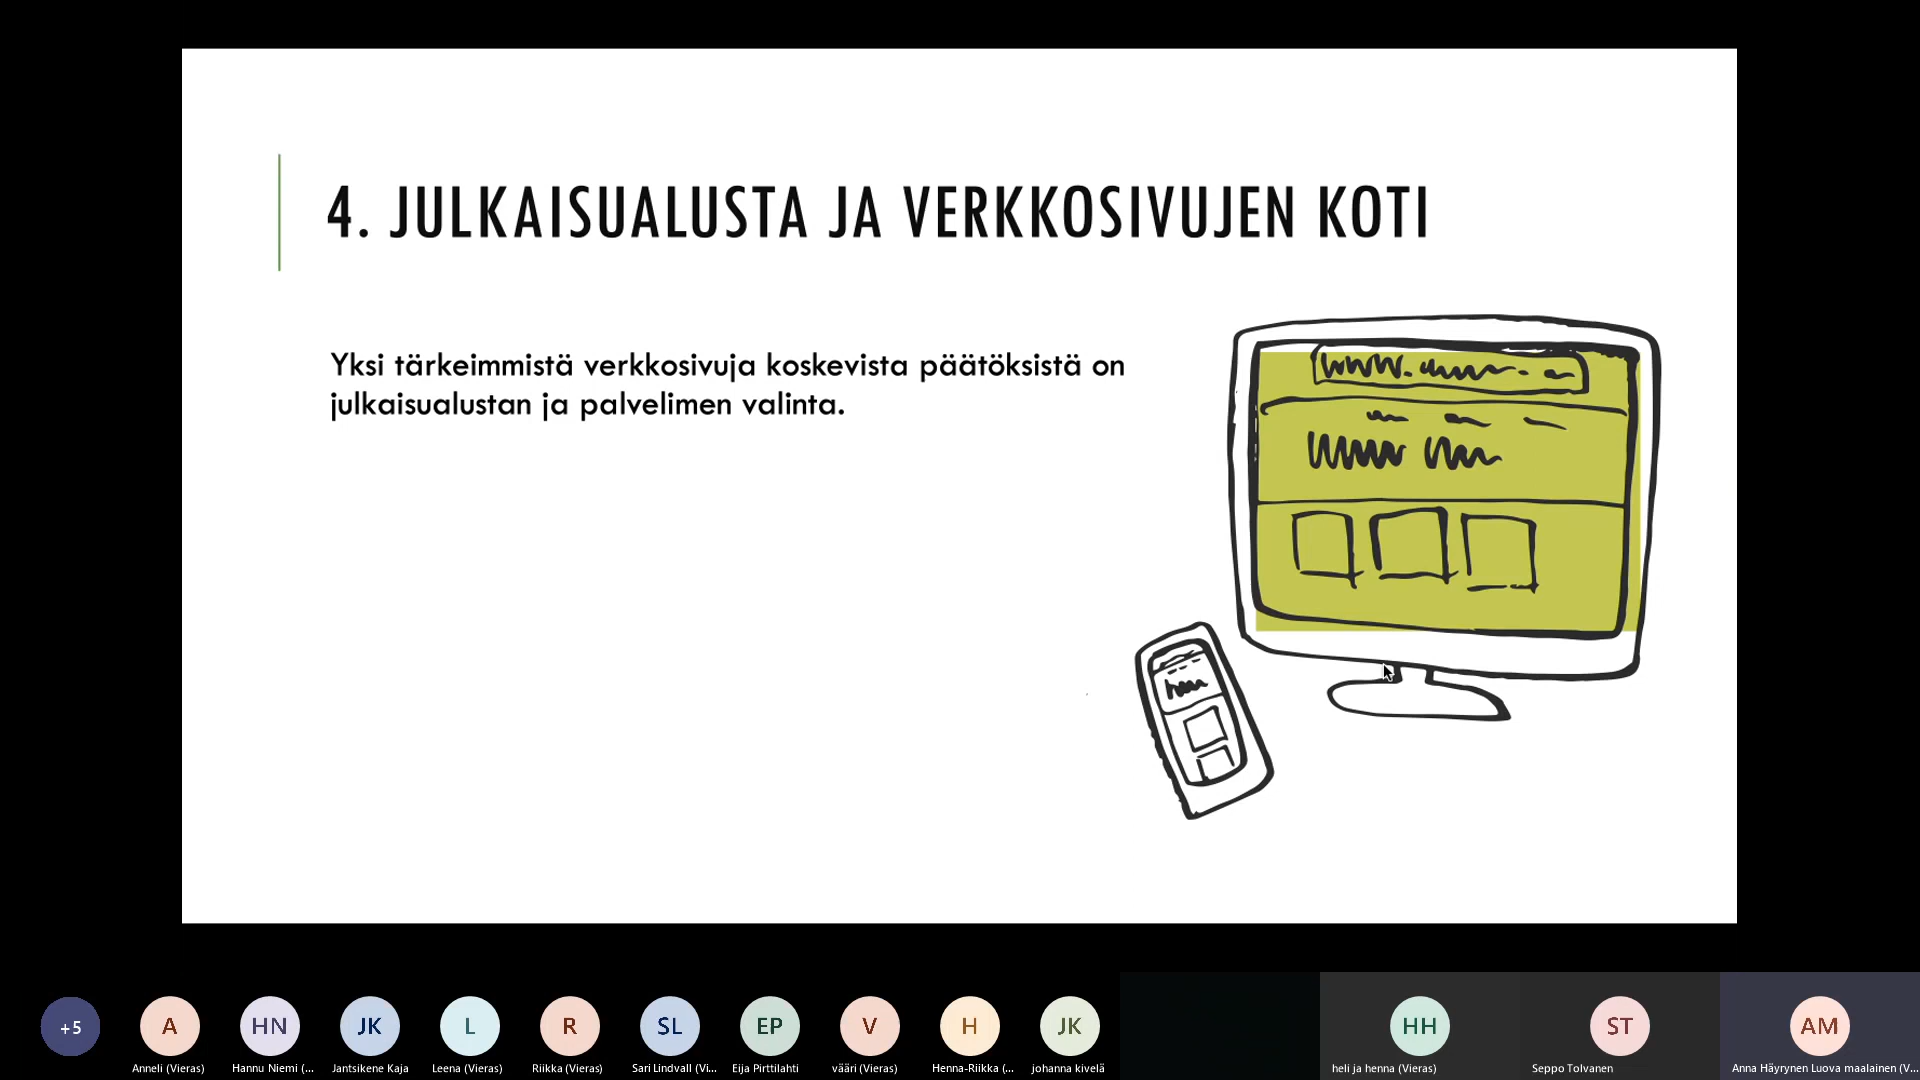 4. JULKAISUALUSTA JA VERKKOSIVUJEN KOTI
Yksi tärkeimmistä verkkosivuja koskevista päätöksistä on
julkaisualustan ja palvelimen valinta.
www.
+5
A
HN
JK
L
R
SL
EP
V
H
JK
HH
ST
AM
Anneli (Vieras)
Hannu Niemi (...
Jantsikene Kaja
Leena (Vieras)
Riikka (Vieras)
Sari Lindvall (Vi...
Eija Pirttilahti
vääri (Vieras)
Henna-Riikka (...
johanna kivelä
heli ja henna (Vieras)
Seppo Tolvanen
Anna Häyrynen Luova maalainen (V...